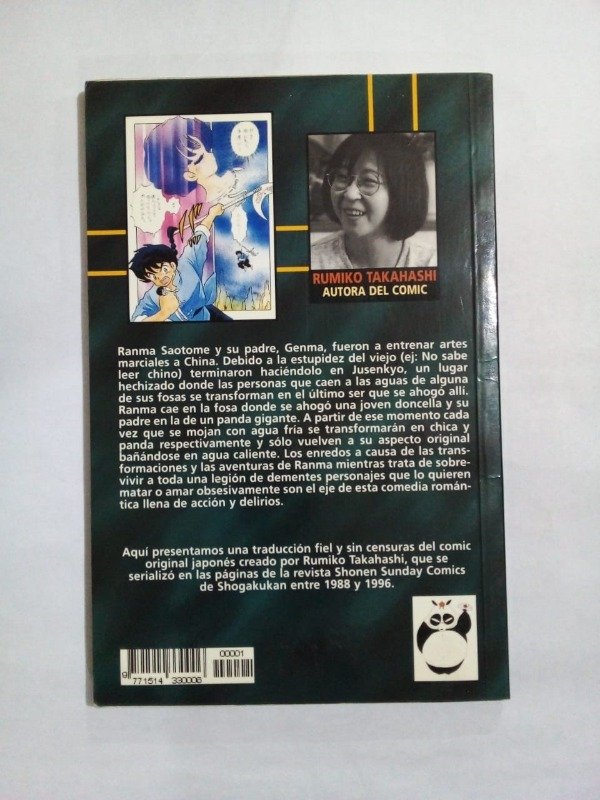 RUMIKO TAKAHASHI
AUTORA DEL COMIC
Ranma Saotome y su padre, Genma, fueron a entrenar artes
marciales a China. Debido a la estupidez del viejo (ej: No sabe
leer chino) terminaron haciéndolo en Jusenkyo, un lugar
hechizado donde las personas que caen a las aguas de alguna
de sus fosas se transforman en el último ser que se ahogó allí.
Ranma cae en la fosa donde se ahogó una joven doncella y su
padre en la de un panda gigante. A partir de ese momento cada
vez que se mojan con agua fría se transformarán en chica y
panda respectivamente y sólo vuelven a su aspecto original
bañándose en agua caliente. Los enredos a causa de las trans-
formaciones y las aventuras de Ranma mientras trata de sobre-
vivir a toda una legión de dementes personajes que lo quieren
matar o amar obsesivamente son el eje de esta comedia román-
tica llena de acción y delirios.
Aquí presentamos una traducción fiel y sin censuras del comic
original japonés creado por Rumiko Takahashi, que se
serializó en las páginas de la revista Shonen Sunday Comics
de Shogakukan entre 1988 y 1996.
00001
9 771514 330006